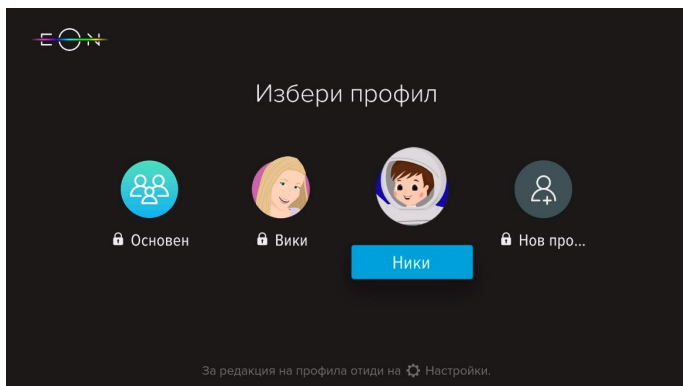 EON
Избери профил
Основен
Вики
Ники
Нов про...
За редакция на профила отиди на Настройки.